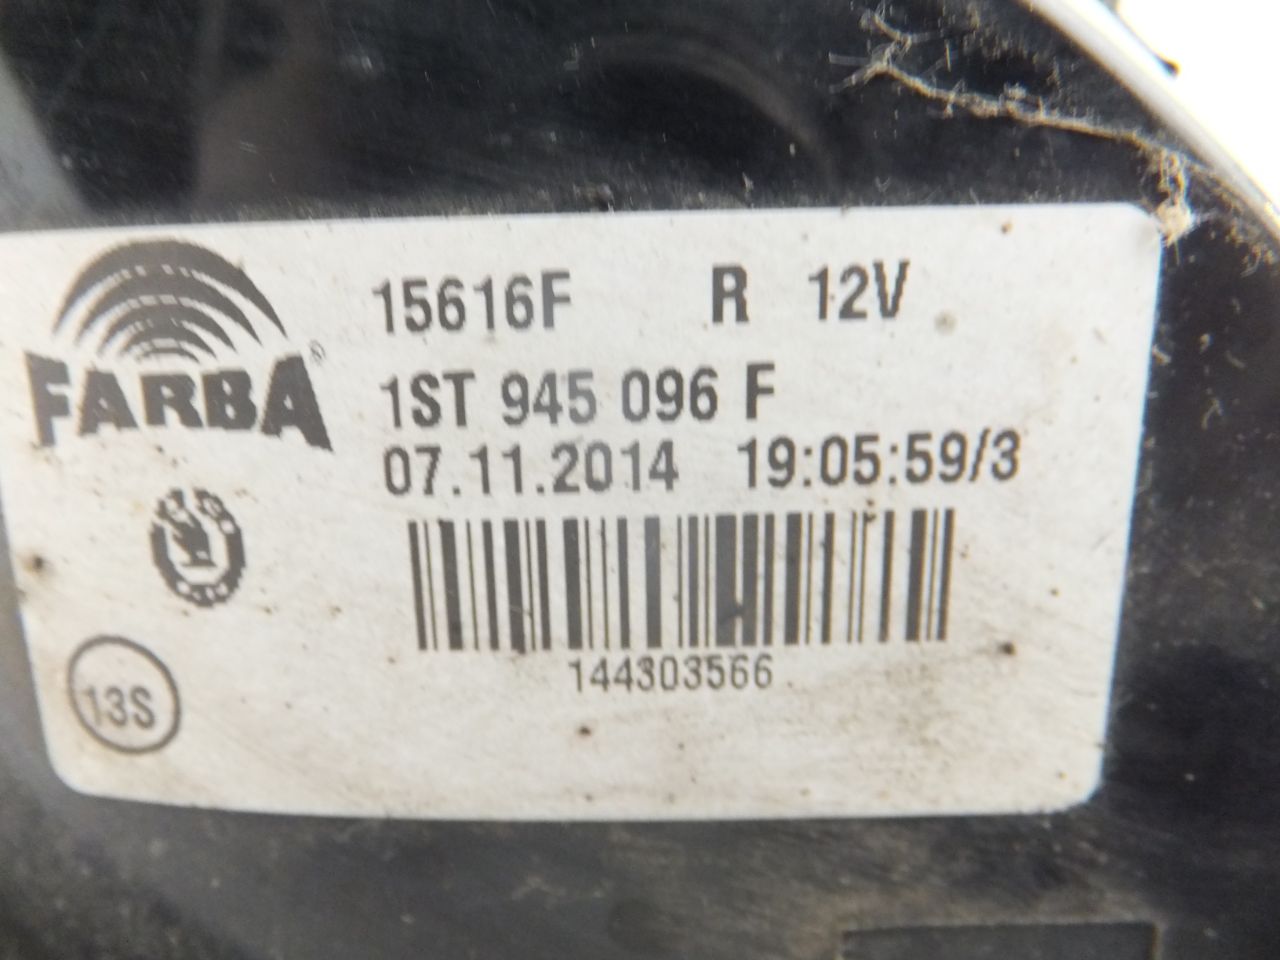 15616F R 12V
FARBA®
1ST 945 096 F
07.11.2014 19:05:59/3
144303566
13S